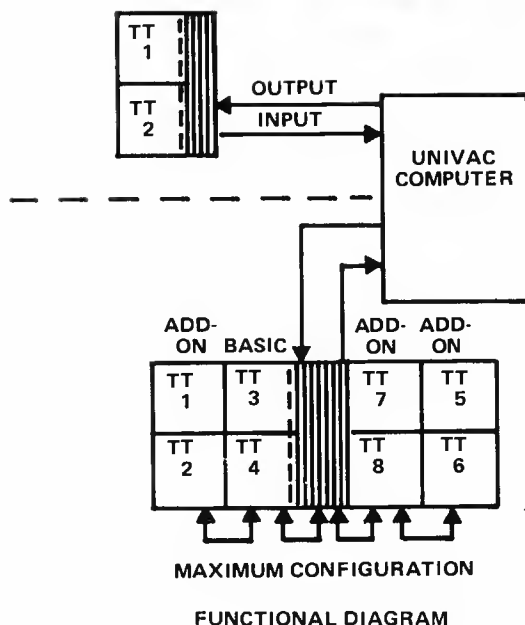 TT
1
TT
2
OUTPUT
INPUT
UNIVAC
COMPUTER
ADD-
ON
BASIC
ADD-
ON
ADD-
ON
TT
1
TT
3
TT
7
TT
5
TT
2
TT
4
TT
8
TT
6
MAXIMUM CONFIGURATION
FUNCTIONAL DIAGRAM